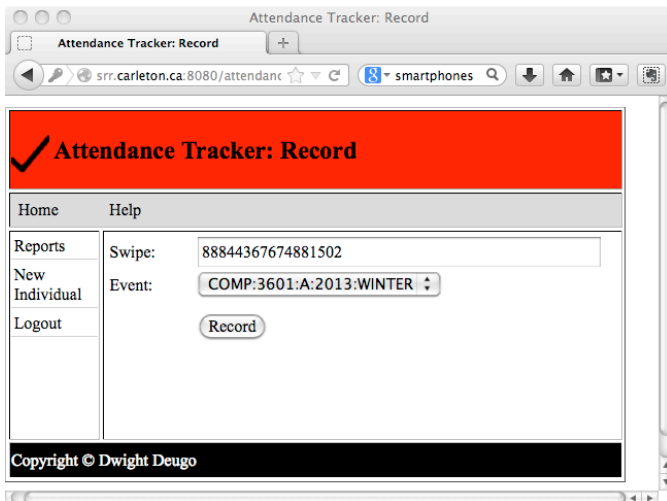 Attendance Tracker: Record
Attendance Tracker: Record
srr.carleton.ca:8080/attendanc
smartphones
Attendance Tracker: Record
Home Help
Reports
New
Individual
Logout
Swipe: 88844367674881502
Event: COMP:3601:A:2013:WINTER
Record
Copyright © Dwight Deugo